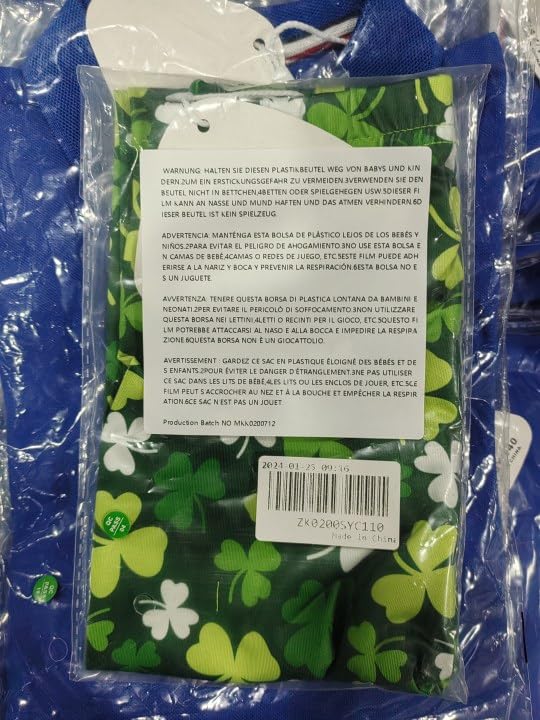 WARNUNG: HALTEN SIE DIESEN PLASTIKBEUTEL WEG VON BABYS UND KIN
DERN.2UM EIN ERSTICKUNGSGEFAHR ZU VERMEIDEN.3VERWENDEN SIE DEN
BEUTEL NICHT IN BETTCHEN,4BETTEN ODER SPIELGEHEGEN USW.5DIESER FI
LM KANN AN NASSE UND MUND HAFTEN UND DAS ATMEN VERHINDERN.6D
IESER BEUTEL IST KEIN SPIELZEUG.
ADVERTENCIA: MANTÉNGA ESTA BOLSA DE PLÁSTICO LEJOS DE LOS BEBÉS Y
NIÑOS.2PARA EVITAR EL PELIGRO DE AHOGAMIENTO.3NO USE ESTA BOLSA E
N CAMAS DE BEBÉ,4CAMAS O REDES DE JUEGO, ETC.5ESTE FILM PUEDE ADH
ERIRSE A LA NARIZ Y BOCA Y PREVENIR LA RESPIRACIÓN.6ESTA BOLSA NO E
S UN JUGUETE.
AVVERTENZA: TENERE QUESTA BORSA DI PLASTICA LONTANA DA BAMBINI E
NEONATI.2PER EVITARE IL PERICOLO DI SOFFOCAMENTO.3NON UTILIZZARE
QUESTA BORSA NEI LETTINI,4LETTI O RECINTI PER IL GIOCO, ETC.5QUESTO FI
LM POTREBBE ATTACCARSI AL NASO E ALLA BOCCA E IMPEDIRE LA RESPIRA
ZIONE.6QUESTA BORSA NON È UN GIOCATTOLIO.
AVERTISSEMENT : GARDEZ CE SAC EN PLASTIQUE ÉLOIGNÉ DES BÉBÉS ET DE
S ENFANTS.2POUR ÉVITER LE DANGER D'ÉTRANGLEMENT.3NE PAS UTILISER
CE SAC DANS LES LITS DE BÉBÉ,4LES LITS OU LES ENCLOS DE JOUER, ETC.5CE
FILM PEUT S'ACCROCHER AU NEZ ET À LA BOUCHE ET EMPÊCHER LA RESPIR
ATION.6CE SAC N'EST PAS UN JOUET.
Production Batch NO MKK0200712
2024-01-25 09:16
ZK0200SYC110
Made in China
QC
PASS
04